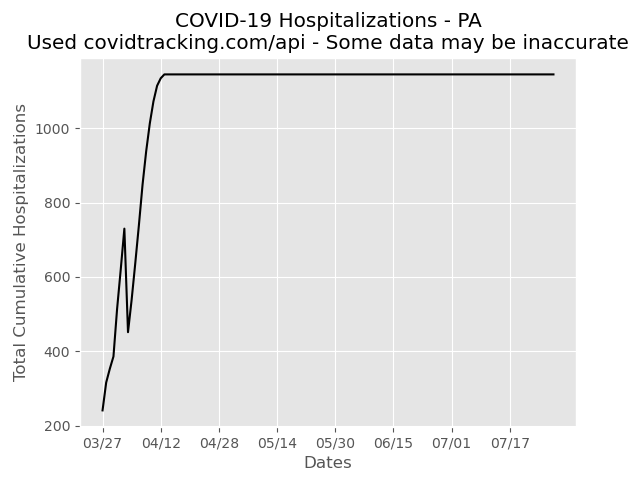 COVID-19 Hospitalizations - PA
Used covidtracking.com/api - Some data may be inaccurate
Total Cumulative Hospitalizations
1000
800
600
400
200
03/27 04/12 04/28 05/14 05/30 06/15 07/01 07/17
Dates